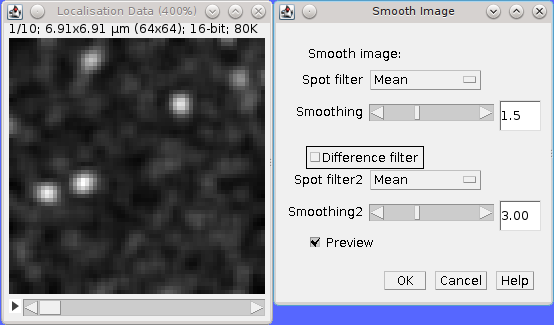 Localisation Data (400%)
1/10; 6.91x6.91 µm (64x64); 16-bit; 80K
Smooth Image
Smooth image:
Spot filter Mean
Smoothing 1.5
Difference filter
Spot filter2 Mean
Smoothing2 3.00
Preview
OK Cancel Help